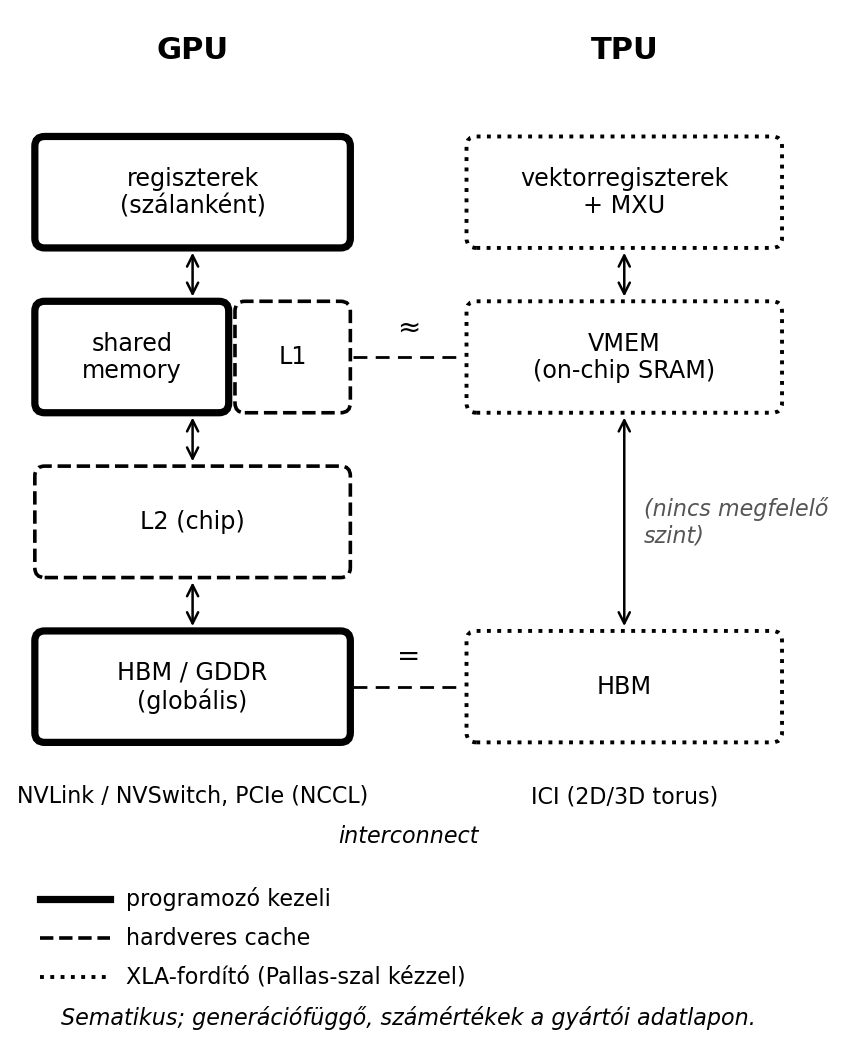 GPU
TPU
regiszterek
(szálanként)
vektorregiszterek
+ MXU
shared
memory
L1
≈
VMEM
(on-chip SRAM)
L2 (chip)
(nincs megfelelő
szint)
HBM / GDDR
(globális)
=
HBM
NVLink / NVSwitch, PCIe (NCCL)
ICI (2D/3D torus)
interconnect
programozó kezeli
hardveres cache
XLA-fordító (Pallas-szal kézzel)
Sematikus; generációfüggő, számértékek a gyártói adatlapon.